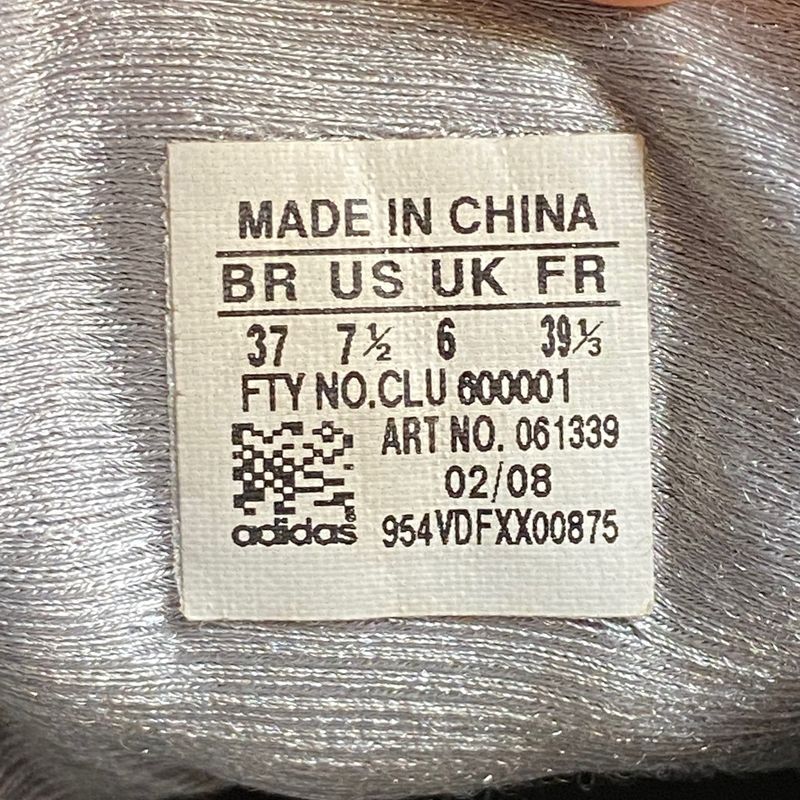 MADE IN CHINA
BR US UK FR
37 7½ 6 39⅓
FTY NO.CLU 600001
ART NO. 061339
02/08
adidas® 954VDFXX00875